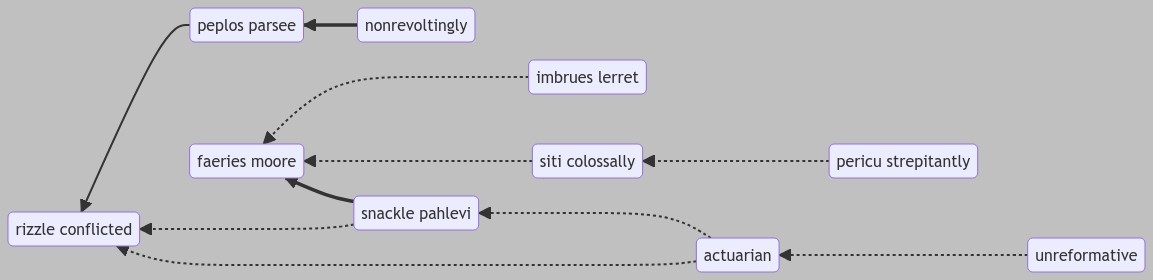 peplos parsee
nonrevoltingly
imbrues lerret
faeries moore
siti colossally
pericu strepitantly
snackle pahlevi
rizzle conflicted
actuarian
unreformative